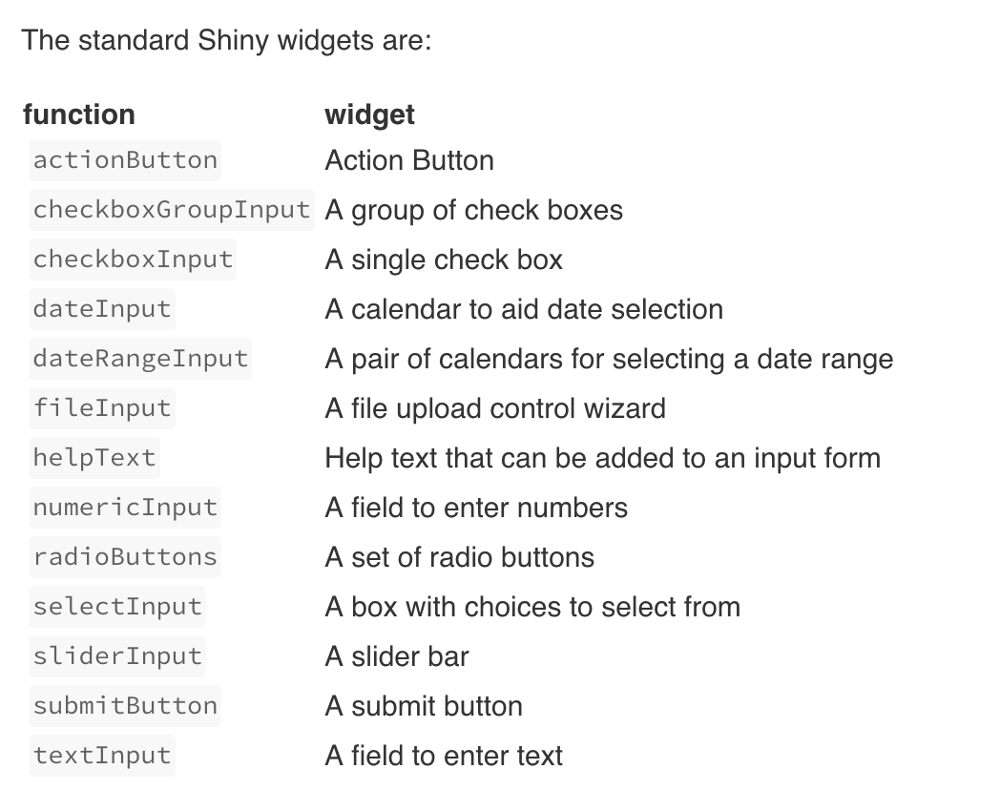 The standard Shiny widgets are:
function widget
actionButton Action Button
checkboxGroupInput A group of check boxes
checkboxInput A single check box
dateInput A calendar to aid date selection
dateRangeInput A pair of calendars for selecting a date range
fileInput A file upload control wizard
helpText Help text that can be added to an input form
numericInput A field to enter numbers
radioButtons A set of radio buttons
selectInput A box with choices to select from
sliderInput A slider bar
submitButton A submit button
textInput A field to enter text